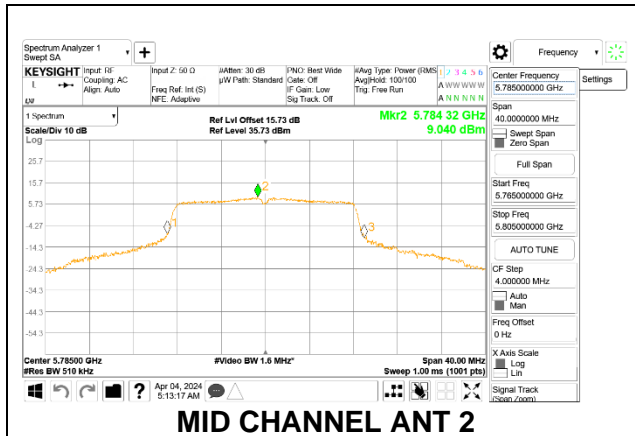 Spectrum Analyzer 1
Swept SA
Frequency
KEYSIGHT
Input: RF
Coupling: AC
Align: Auto
Input Z: 50 Ω
Freq Ref: Int (S)
NFE: Adaptive
#Atten: 30 dB
µW Path: Standard
PNO: Best Wide
Gate: Off
IF Gain: Low
Sig Track: Off
#Avg Type: Power (RMS
Avg|Hold: 100/100
Trig: Free Run
1 2 3 4 5 6
A W W W W W
A N N N N N
L
Center Frequency
5.785000000 GHz
Settings
Span
40.0000000 MHz
Swept Span
Zero Span
Full Span
Start Freq
5.765000000 GHz
Stop Freq
5.805000000 GHz
AUTO TUNE
CF Step
4.000000 MHz
Auto
Man
Freq Offset
0 Hz
X Axis Scale
Log
Lin
Signal Track
(Span Zoom)
1 Spectrum
Scale/Div 10 dB
Log
Ref Lvl Offset 15.73 dB
Ref Level 35.73 dBm
Mkr2 5.784 32 GHz
9.040 dBm
25.7
15.7
5.73
-4.27
-14.3
-24.3
-34.3
-44.3
-54.3
1
2
3
Center 5.78500 GHz
#Res BW 510 kHz
#Video BW 1.6 MHz*
Span 40.00 MHz
Sweep 1.00 ms (1001 pts)
?
Apr 04, 2024
5:13:17 AM
MID CHANNEL ANT 2